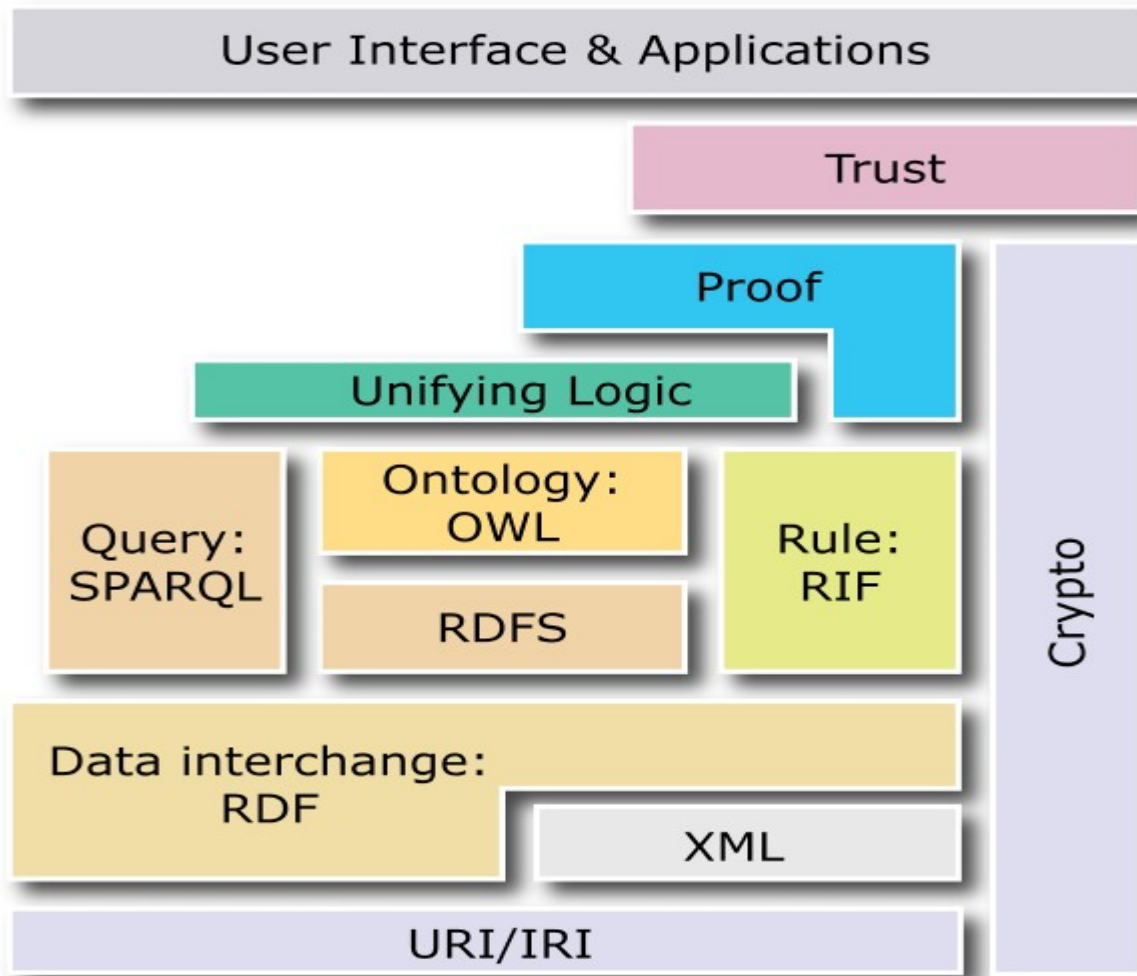 User Interface & Applications
Trust
Proof
Unifying Logic
Query:
SPARQL
Ontology:
OWL
RDFS
Rule:
RIF
Crypto
Data interchange:
RDF
XML
URI/IRI